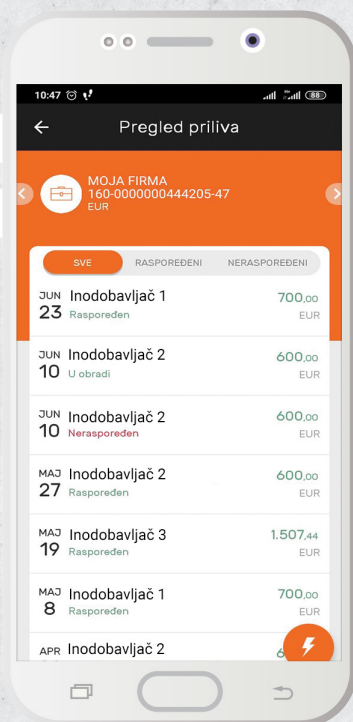 10:47
88
Pregled priliva
MOJA FIRMA
160-0000000444205-47
EUR
SVE RASPOREĐENI NERASPOREĐENI
JUN Inodobavljač 1 700,00
23 Raspoređen EUR
JUN Inodobavljač 2 600,00
10 U obradi EUR
JUN Inodobavljač 2 600,00
10 Neraspoređen EUR
MAJ Inodobavljač 2 600,00
27 Raspoređen EUR
MAJ Inodobavljač 3 1.507,44
19 Raspoređen EUR
MAJ Inodobavljač 1 700,00
8 Raspoređen EUR
APR Inodobavljač 2